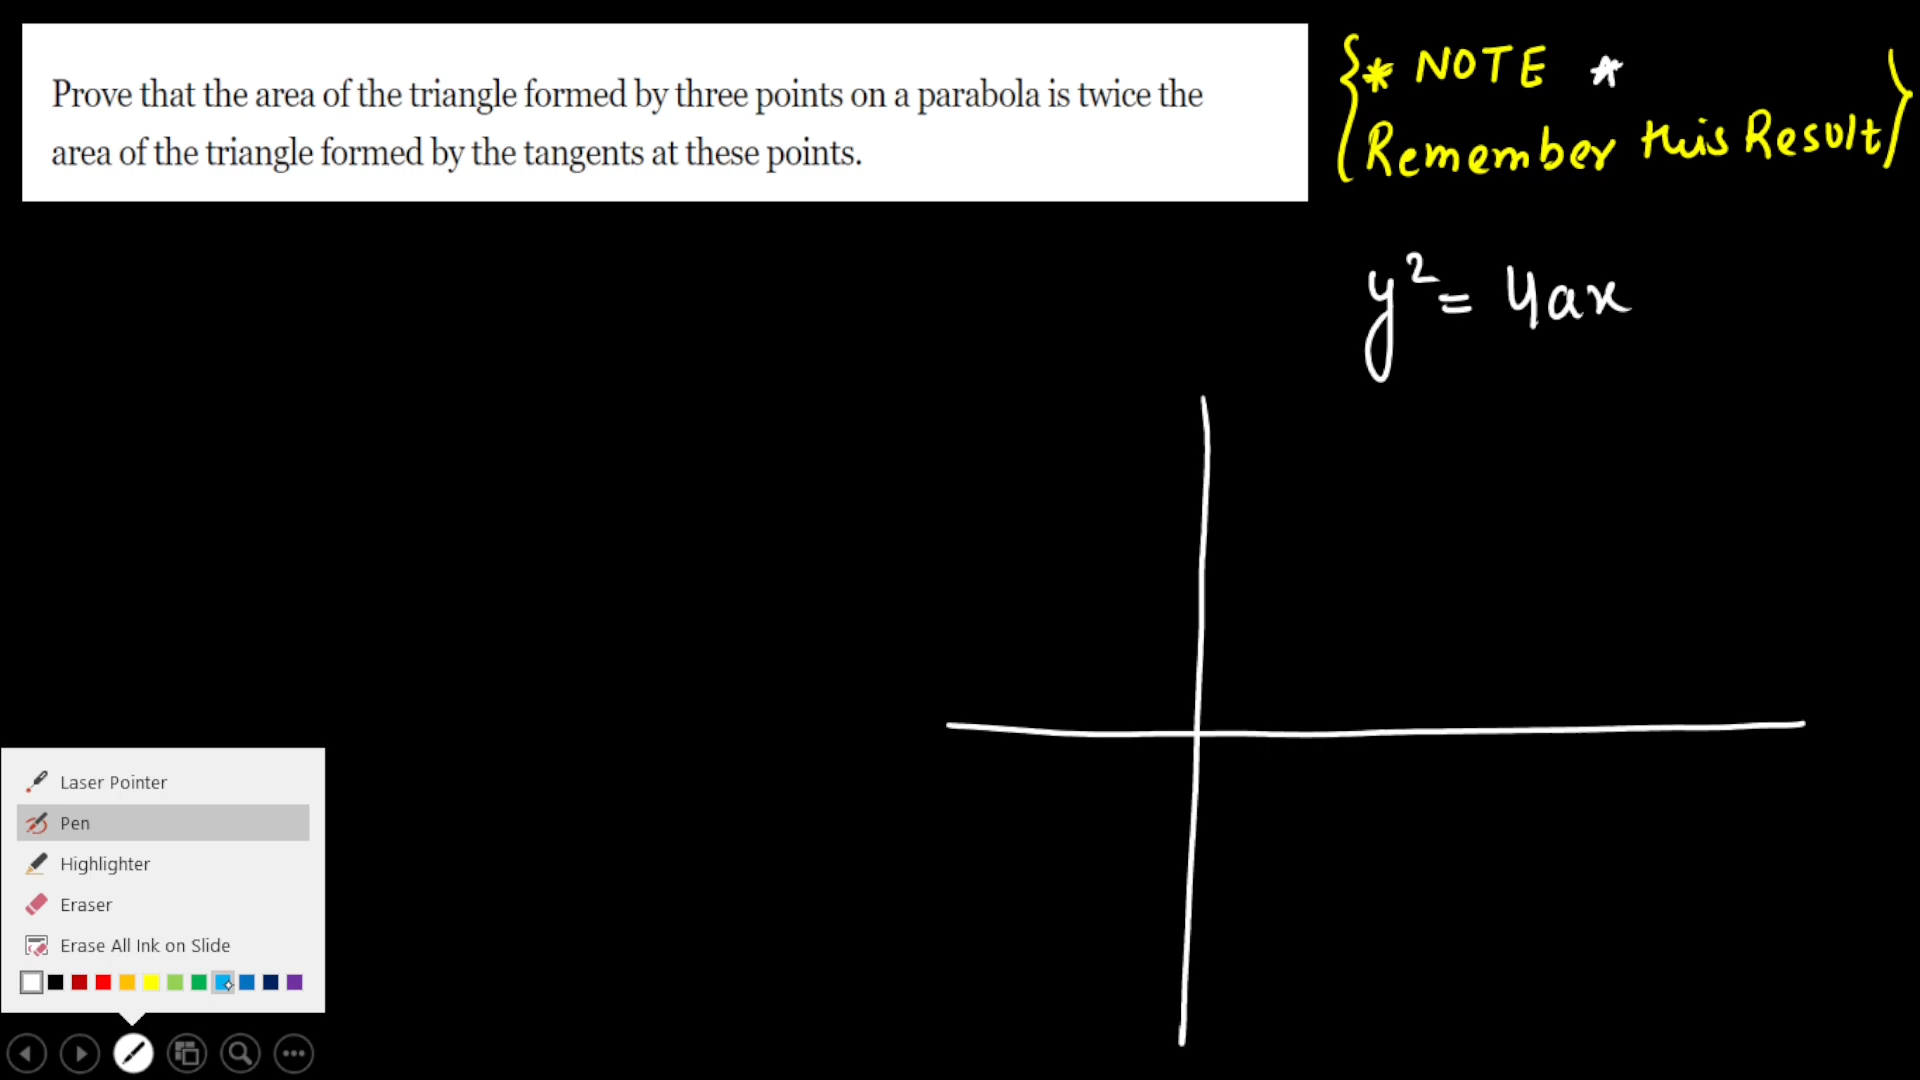 Prove that the area of the triangle formed by three points on a parabola is twice the
area of the triangle formed by the tangents at these points.
{* NOTE *
Remember this Result}
y² = 4ax
Laser Pointer
Pen
Highlighter
Eraser
Erase All Ink on Slide